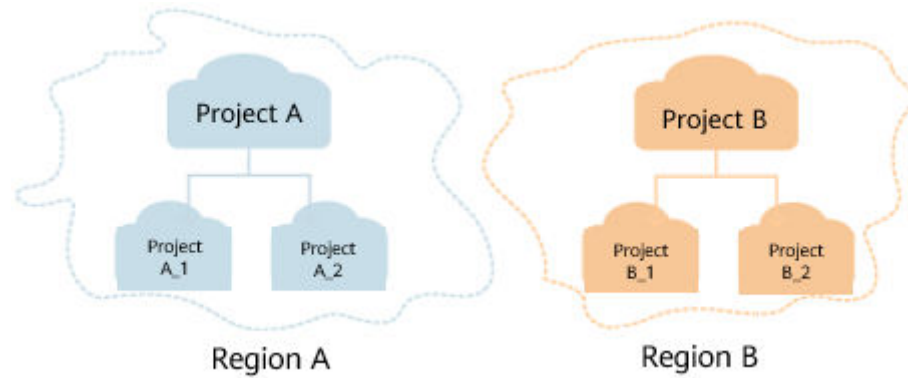 Project A
Project B
Project
A_1
Project
A_2
Project
B_1
Project
B_2
Region A
Region B